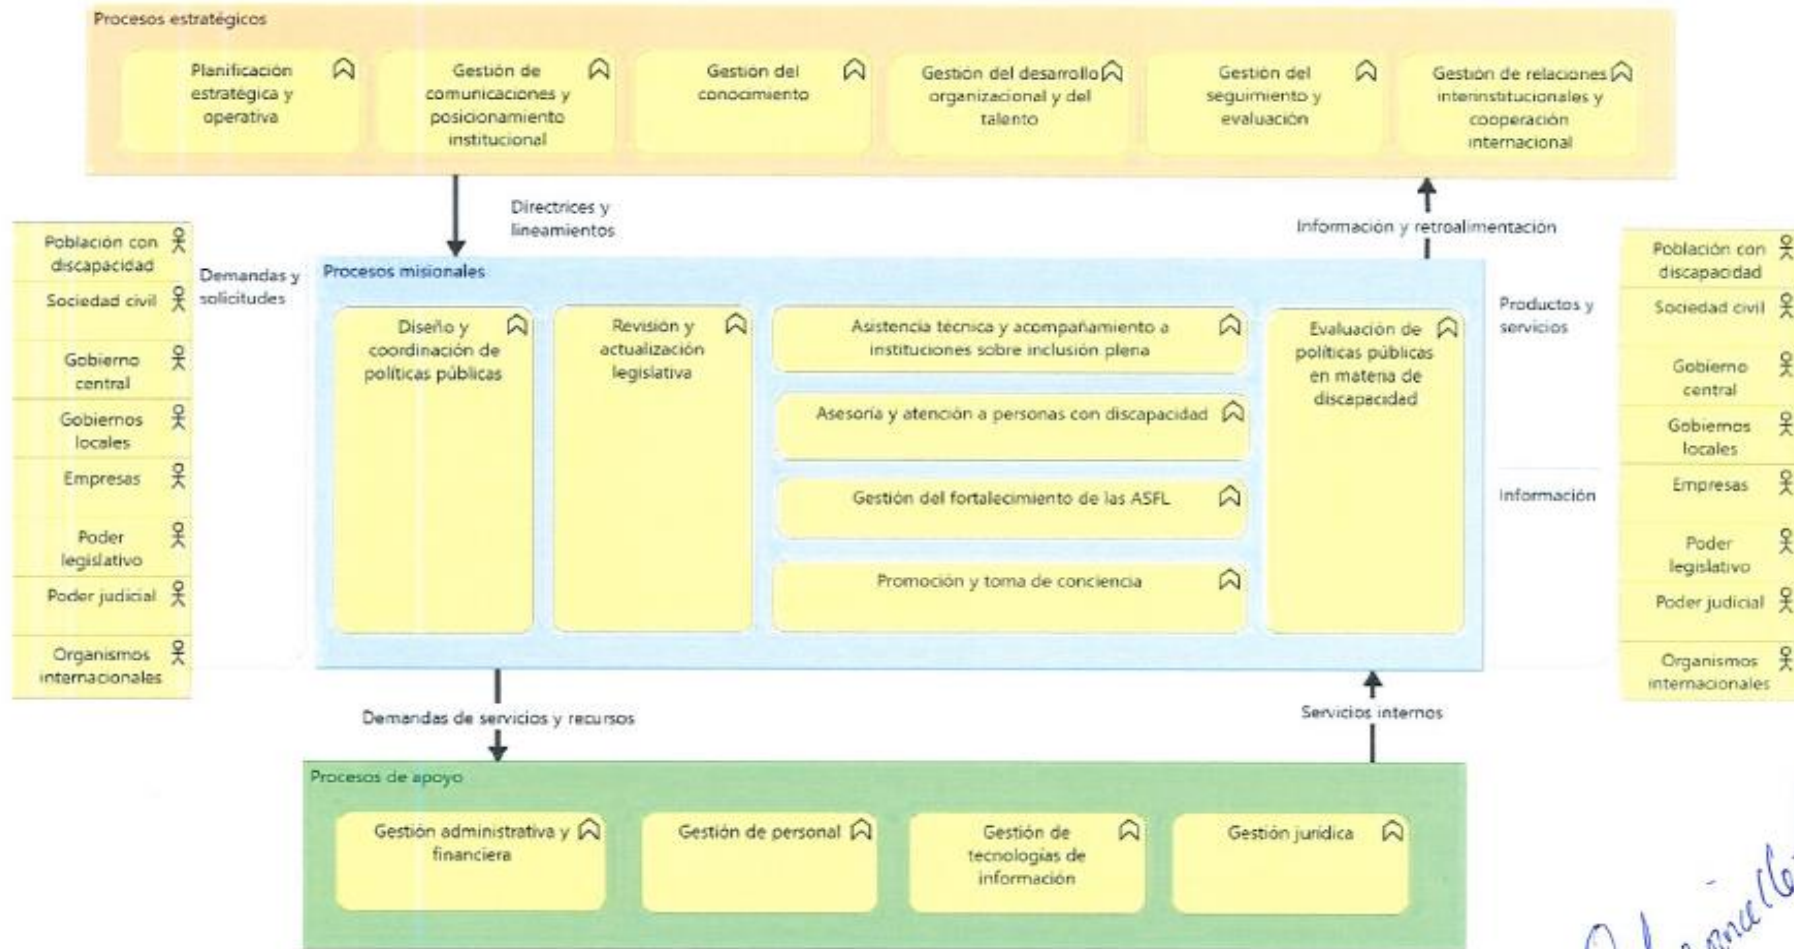 Procesos estratégicos
Planificación
estratégica y
operativa
Gestión de
comunicaciones y
posicionamiento
institucional
Gestión del
conocimiento
Gestión del desarrollo
organizacional y del
talento
Gestión del
seguimiento y
evaluación
Gestión de relaciones
interinstitucionales y
cooperación
internacional
Directrices y
lineamientos
Información y retroalimentación
Población con
discapacidad
Sociedad civil
Gobierno
central
Gobiernos
locales
Empresas
Poder
legislativo
Poder judicial
Organismos
internacionales
Demandas y
solicitudes
Procesos misionales
Diseño y
coordinación de
políticas públicas
Revisión y
actualización
legislativa
Asistencia técnica y acompañamiento a
instituciones sobre inclusión plena
Asesoría y atención a personas con discapacidad
Gestión del fortalecimiento de las ASFL
Promoción y toma de conciencia
Evaluación de
políticas públicas
en materia de
discapacidad
Productos y
servicios
Información
Población con
discapacidad
Sociedad civil
Gobierno
central
Gobiernos
locales
Empresas
Poder
legislativo
Poder judicial
Organismos
internacionales
Demandas de servicios y recursos
Servicios internos
Procesos de apoyo
Gestión administrativa y
financiera
Gestión de personal
Gestión de
tecnologías de
información
Gestión jurídica